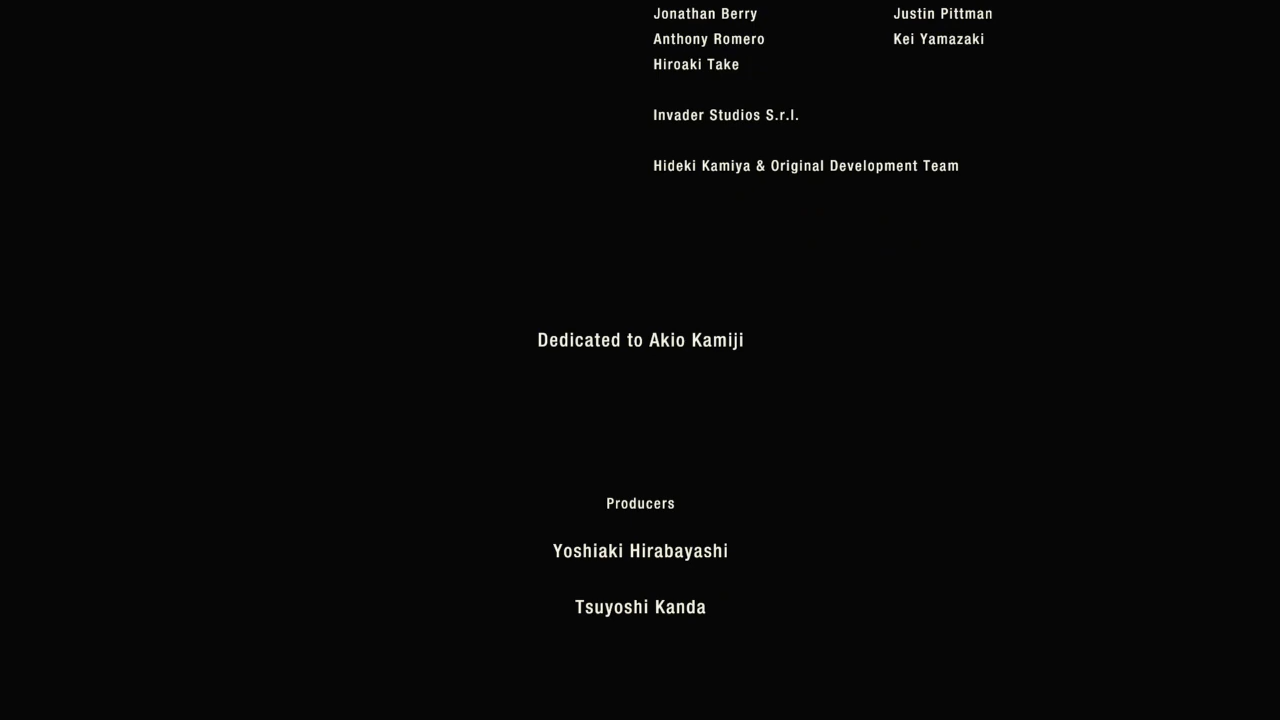 Jonathan Berry Justin Pittman
Anthony Romero Kei Yamazaki
Hiroaki Take
Invader Studios S.r.l.
Hideki Kamiya & Original Development Team
Dedicated to Akio Kamiji
Producers
Yoshiaki Hirabayashi
Tsuyoshi Kanda